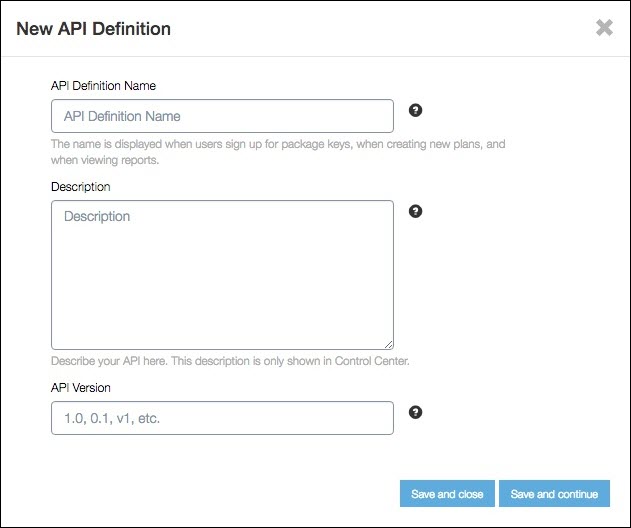 New API Definition
API Definition Name
API Definition Name
The name is displayed when users sign up for package keys, when creating new plans, and
when viewing reports.
Description
Description
Describe your API here. This description is only shown in Control Center.
API Version
1.0, 0.1, v1, etc.
Save and close
Save and continue